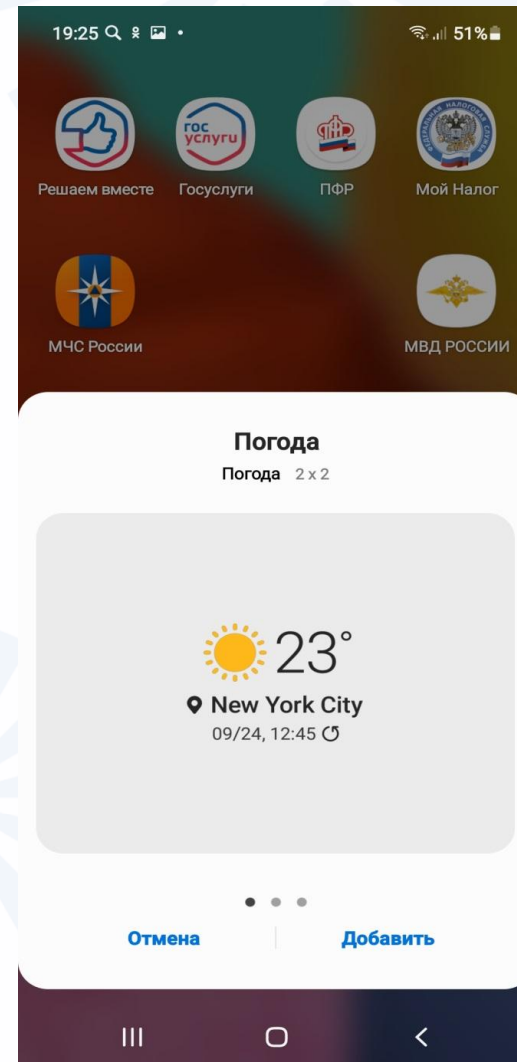 19:25
51%
гос
услуги
Решаем вместе
Госуслуги
ПФР
Мой Налог
МЧС России
МВД РОССИИ
Погода
Погода 2 x 2
23°
New York City
09/24, 12:45
Отмена
Добавить